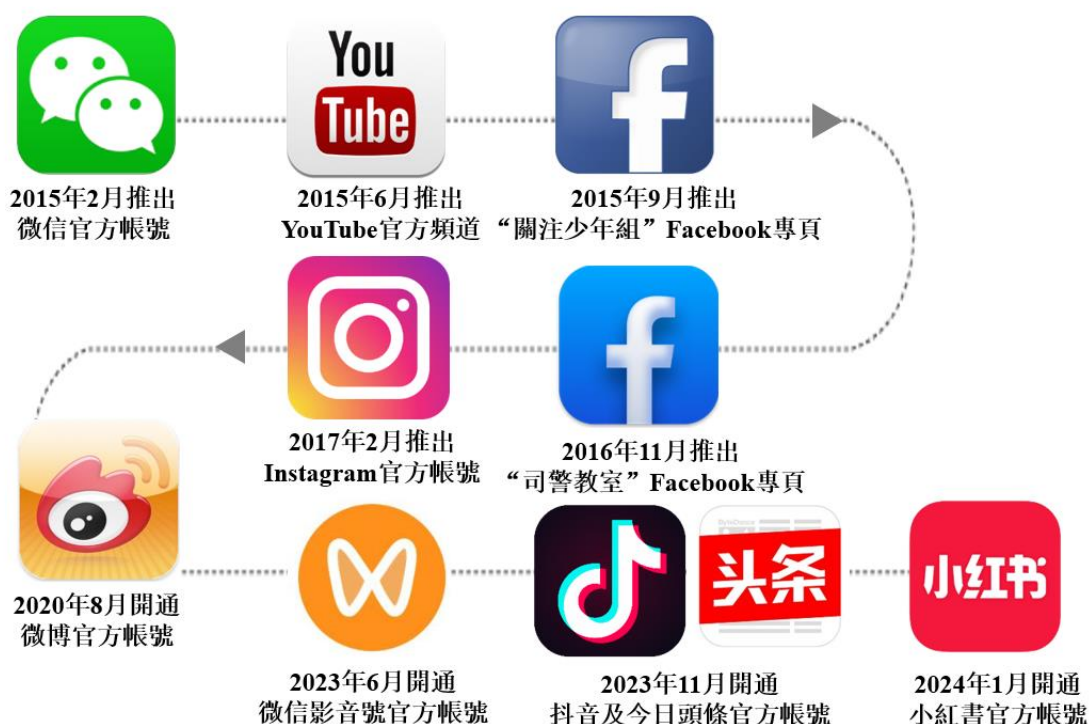 You
Tube
2015年2月推出
微信官方帳號
2015年6月推出
YouTube官方頻道
2015年9月推出
“關注少年組”Facebook專頁
2016年11月推出
“司警教室”Facebook專頁
2017年2月推出
Instagram官方帳號
2020年8月開通
微博官方帳號
2023年6月開通
微信影音號官方帳號
头条
2023年11月開通
抖音及今日頭條官方帳號
小红书
2024年1月開通
小紅書官方帳號